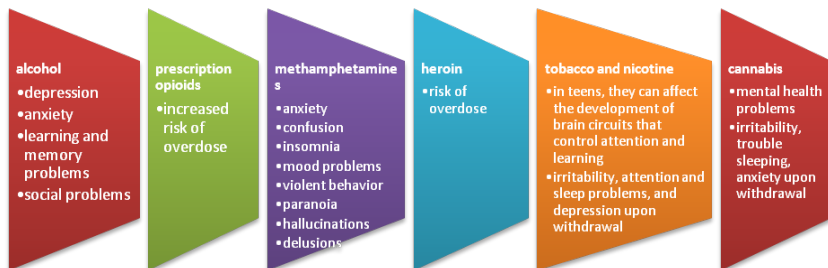 alcohol
•depression
•anxiety
•learning and
memory
problems
•social problems
prescription
opioids
•increased
risk of
overdose
methamphetamine
s
•anxiety
•confusion
•insomnia
•mood problems
•violent behavior
•paranoia
•hallucinations
•delusions
heroin
•risk of
overdose
tobacco and nicotine
•in teens, they can affect
the development of
brain circuits that
control attention and
learning
•irritability, attention and
sleep problems, and
depression upon
withdrawal
cannabis
•mental health
problems
•irritability,
trouble
sleeping,
anxiety upon
withdrawal